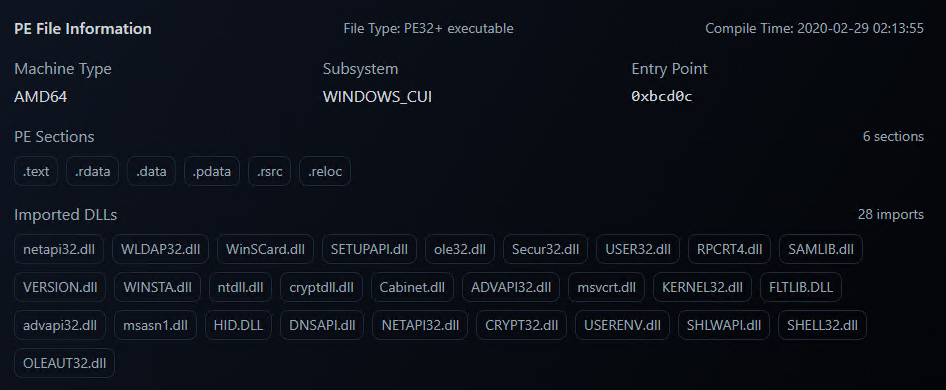 PE File Information File Type: PE32+ executable Compile Time: 2020-02-29 02:13:55
Machine Type Subsystem Entry Point
AMD64 WINDOWS_CUI 0xbcd0c
PE Sections 6 sections
.text .rdata .data .pdata .rsrc .reloc
Imported DLLs 28 imports
netapi32.dll WLDAP32.dll WinSCard.dll SETUPAPI.dll ole32.dll Secur32.dll USER32.dll RPCRT4.dll SAMLIB.dll
VERSION.dll WINSTA.dll ntdll.dll cryptdll.dll Cabinet.dll ADVAPI32.dll msvcrt.dll KERNEL32.dll FLTLIB.DLL
advapi32.dll msasn1.dll HID.DLL DNSAPI.dll NETAPI32.dll CRYPT32.dll USERENV.dll SHLWAPI.dll SHELL32.dll
OLEAUT32.dll